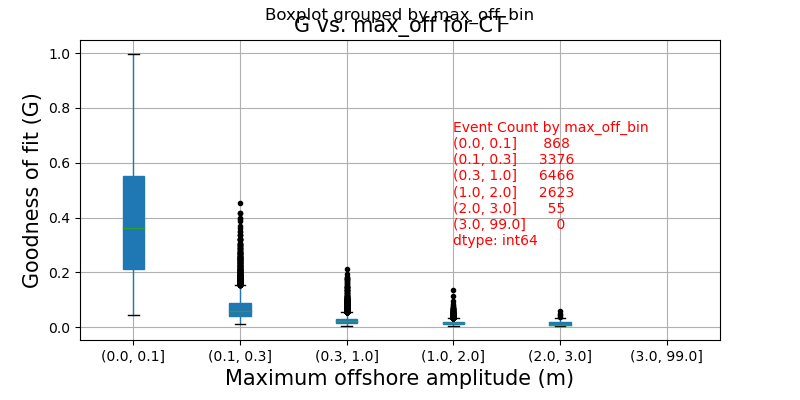 Boxplot grouped by max_off_bin
G vs. max_off for CT
Goodness of fit (G)
1.0
0.8
0.6
0.4
0.2
0.0
Event Count by max_off_bin
(0.0, 0.1] 868
(0.1, 0.3] 3376
(0.3, 1.0] 6466
(1.0, 2.0] 2623
(2.0, 3.0] 55
(3.0, 99.0] 0
dtype: int64
(0.0, 0.1] (0.1, 0.3] (0.3, 1.0] (1.0, 2.0] (2.0, 3.0] (3.0, 99.0]
Maximum offshore amplitude (m)